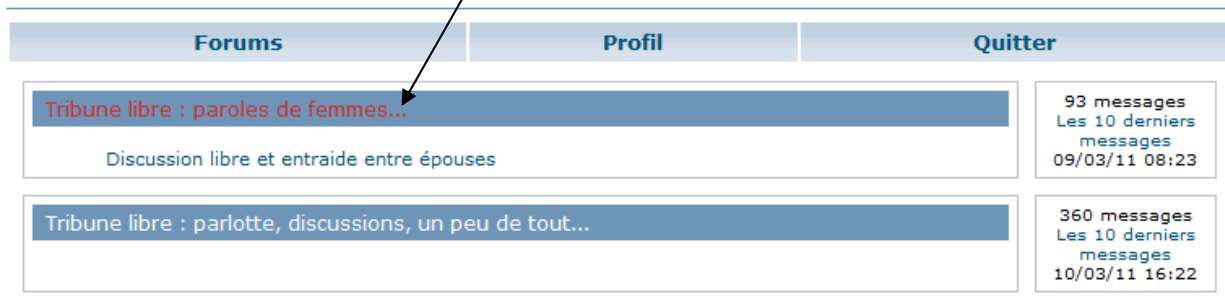 Forums Profil Quitter
Tribune libre : paroles de femmes...
Discussion libre et entraide entre épouses
93 messages
Les 10 derniers
messages
09/03/11 08:23
Tribune libre : parlotte, discussions, un peu de tout...
360 messages
Les 10 derniers
messages
10/03/11 16:22